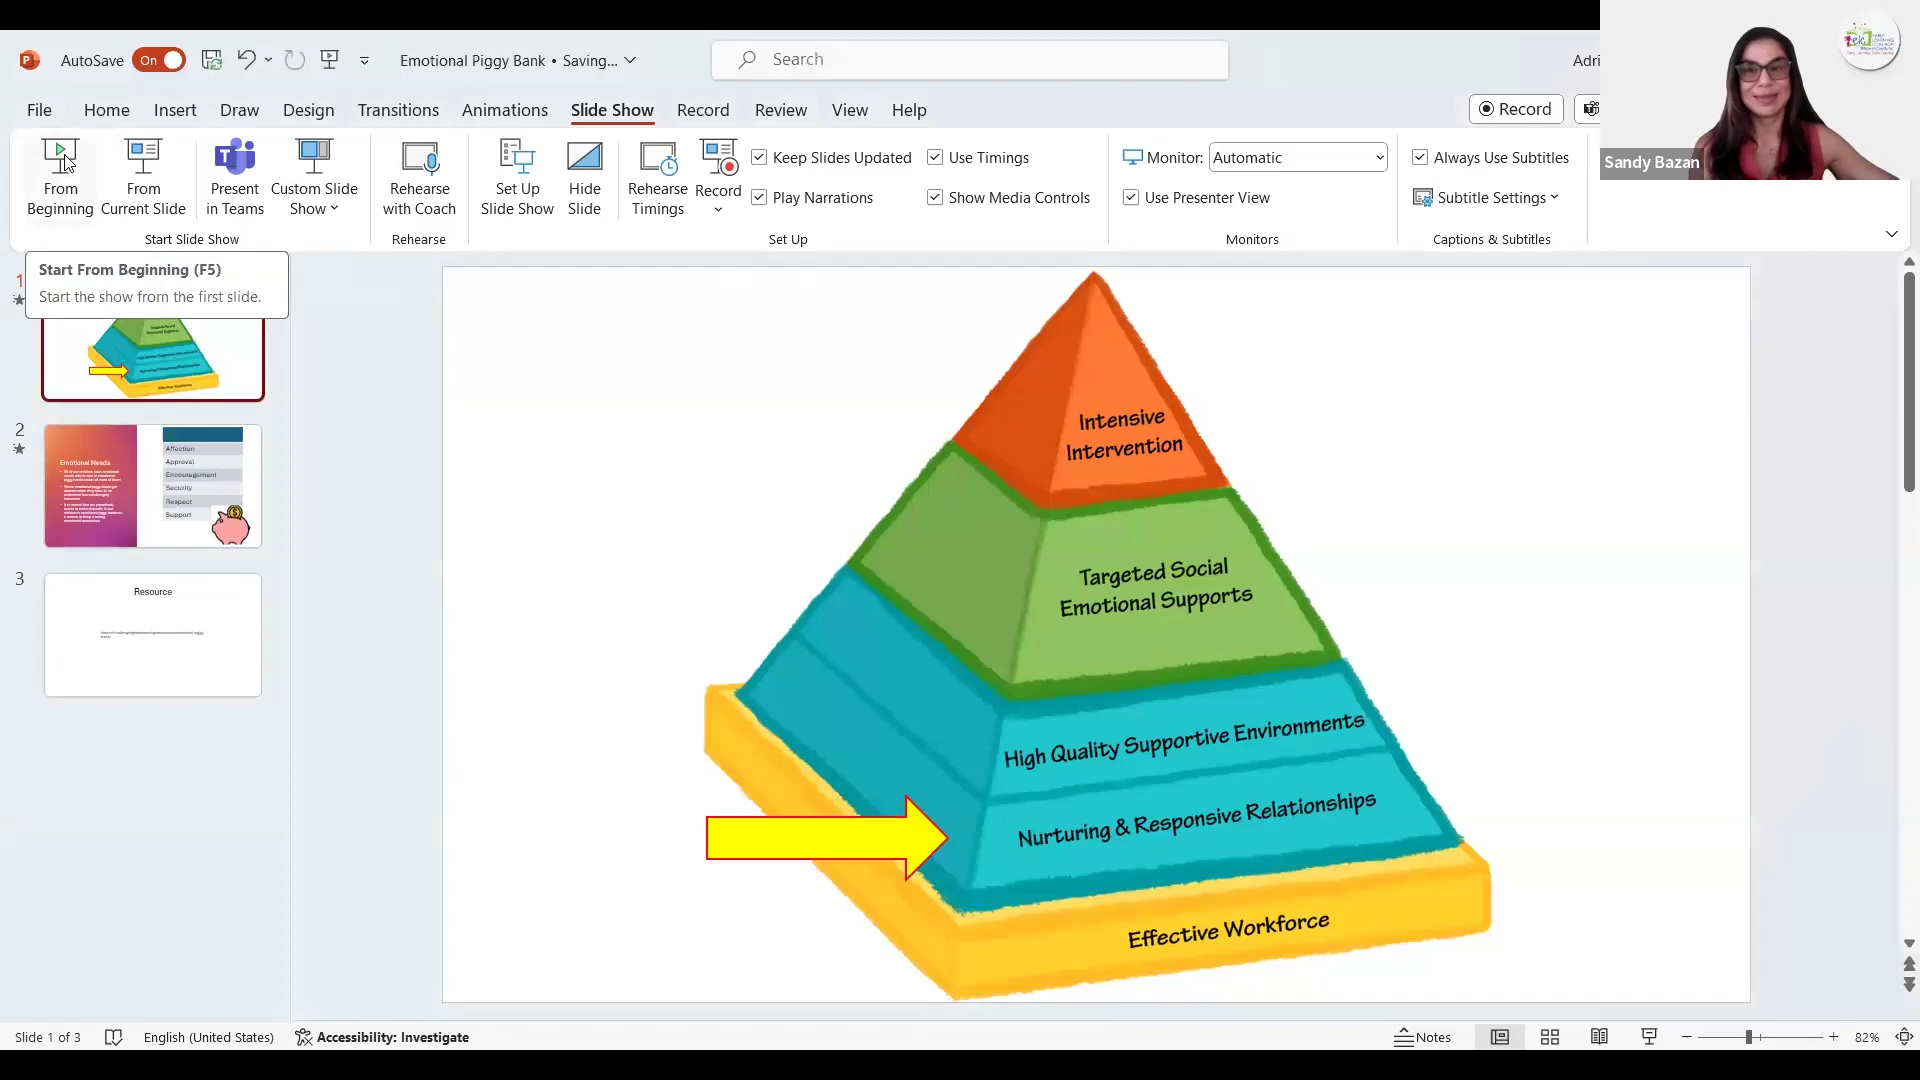 AutoSave On Emotional Piggy Bank • Saving... Search Adri
File Home Insert Draw Design Transitions Animations Slide Show Record Review View Help Record
Keep Slides Updated Use Timings Monitor: Automatic Always Use Subtitles
Sandy Bazan
From Beginning
From Current Slide
Present in Teams
Custom Slide Show
Rehearse with Coach
Set Up Slide Show
Hide Slide
Rehearse Timings
Record
Play Narrations Show Media Controls Use Presenter View Subtitle Settings
Start Slide Show Rehearse Set Up Monitors Captions & Subtitles
Start From Beginning (F5)
Start the show from the first slide.
1
2
Emotional Needs
Affection
Approval
Encouragement
Security
Respect
Support
3
Resource
Intensive
Intervention
Targeted Social
Emotional Supports
High Quality Supportive Environments
Nurturing & Responsive Relationships
Effective Workforce
Slide 1 of 3 English (United States) Accessibility: Investigate Notes 82%